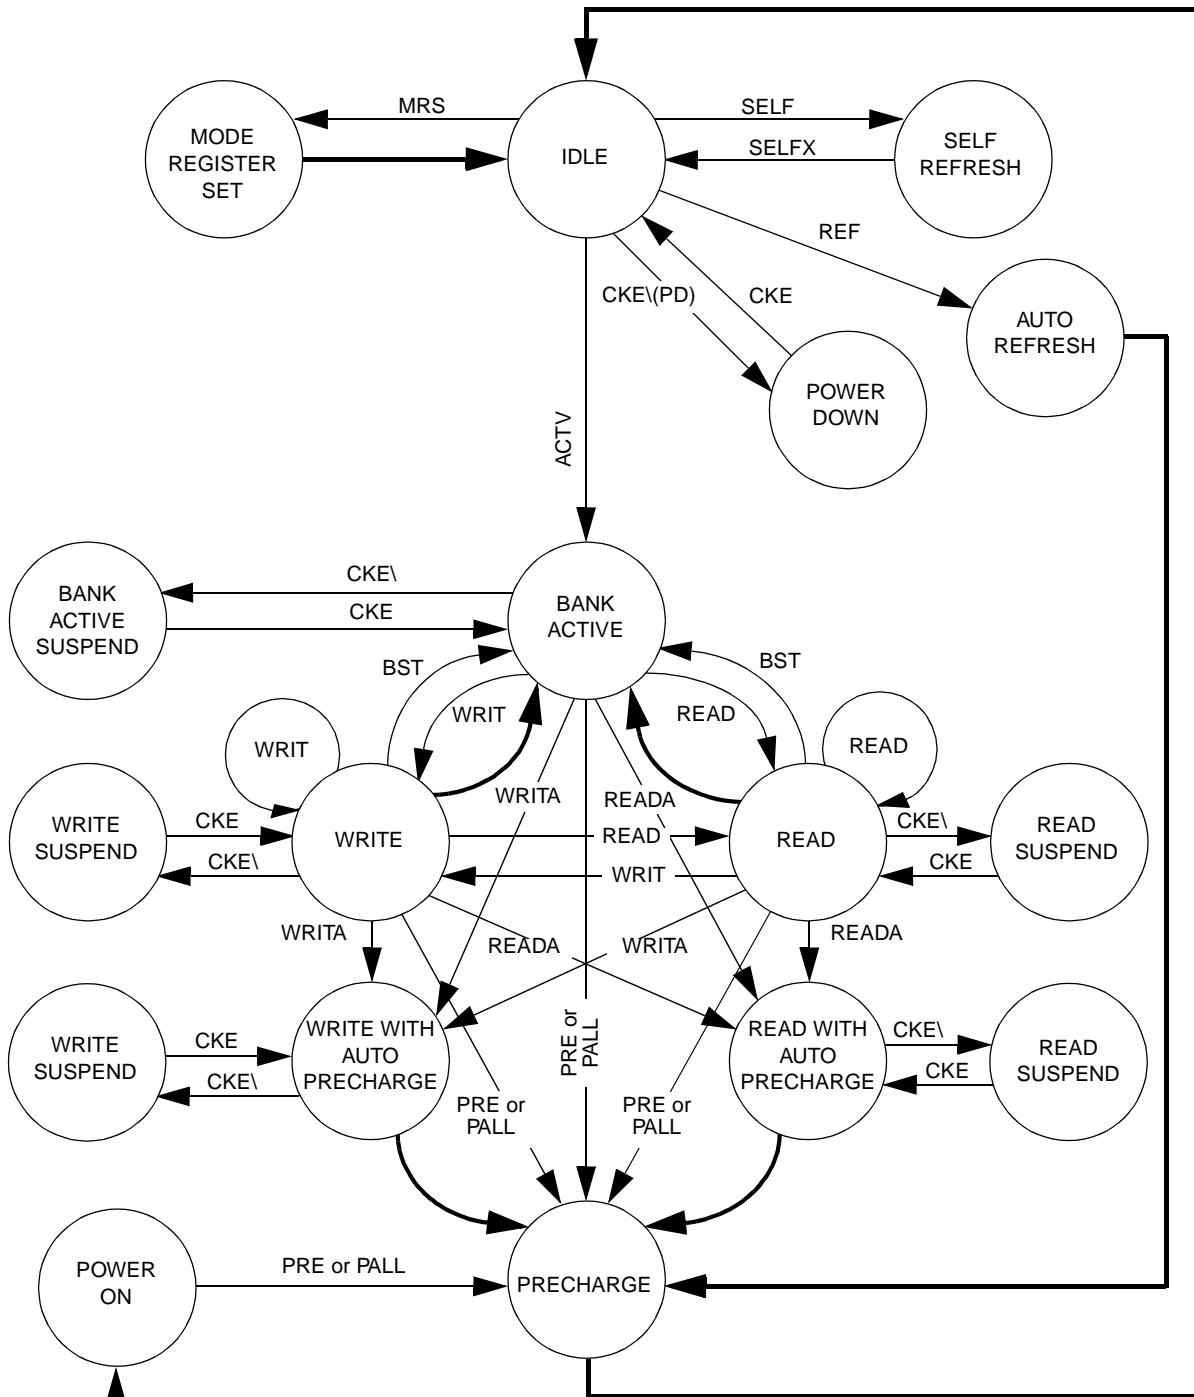 MRS
SELF
MODE
REGISTER
SET
IDLE
SELFX
SELF
REFRESH
REF
CKE\(PD)
CKE
AUTO
REFRESH
POWER
DOWN
ACTV
BANK
ACTIVE
SUSPEND
CKE\
CKE
BANK
ACTIVE
BST
BST
WRIT
READ
WRIT
READ
WRITA
READA
WRITE
SUSPEND
CKE
CKE\
WRITE
READ
WRIT
READ
CKE\
CKE
READ
SUSPEND
WRITA
READA
WRITA
READA
WRITE
SUSPEND
CKE
CKE\
WRITE WITH
AUTO
PRECHARGE
PRE or
PALL
READ WITH
AUTO
PRECHARGE
CKE\
CKE
READ
SUSPEND
PRE or
PALL
PRE or
PALL
POWER
ON
PRE or PALL
PRECHARGE